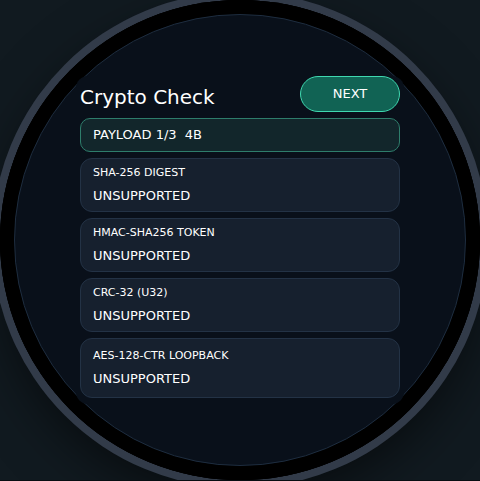 Crypto Check
NEXT
PAYLOAD 1/3  4B
SHA-256 DIGEST
UNSUPPORTED
HMAC-SHA256 TOKEN
UNSUPPORTED
CRC-32 (U32)
UNSUPPORTED
AES-128-CTR LOOPBACK
UNSUPPORTED